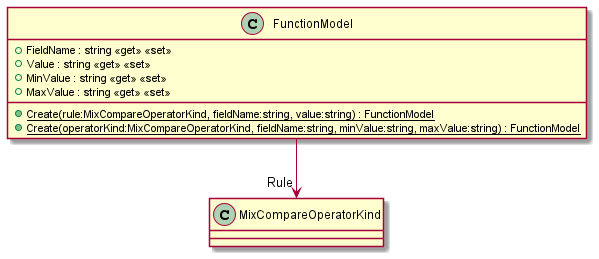 C FunctionModel
FieldName : string «get» «set»
Value : string «get» «set»
MinValue : string «get» «set»
MaxValue : string «get» «set»
Create(rule:MixCompareOperatorKind, fieldName:string, value:string) : FunctionModel
Create(operatorKind:MixCompareOperatorKind, fieldName:string, minValue:string, maxValue:string) : FunctionModel
Rule
C MixCompareOperatorKind